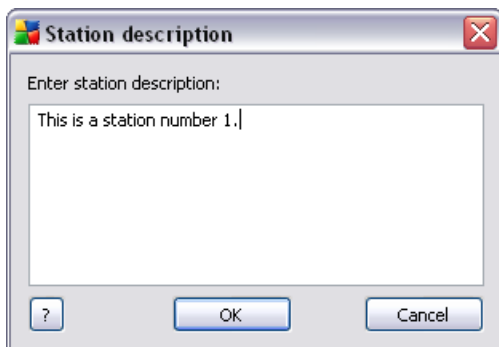 Station description
Enter station description:
This is a station number 1.
?
OK
Cancel